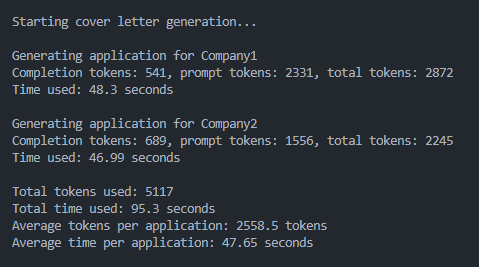 Starting cover letter generation...
Generating application for Company1
Completion tokens: 541, prompt tokens: 2331, total tokens: 2872
Time used: 48.3 seconds
Generating application for Company2
Completion tokens: 689, prompt tokens: 1556, total tokens: 2245
Time used: 46.99 seconds
Total tokens used: 5117
Total time used: 95.3 seconds
Average tokens per application: 2558.5 tokens
Average time per application: 47.65 seconds